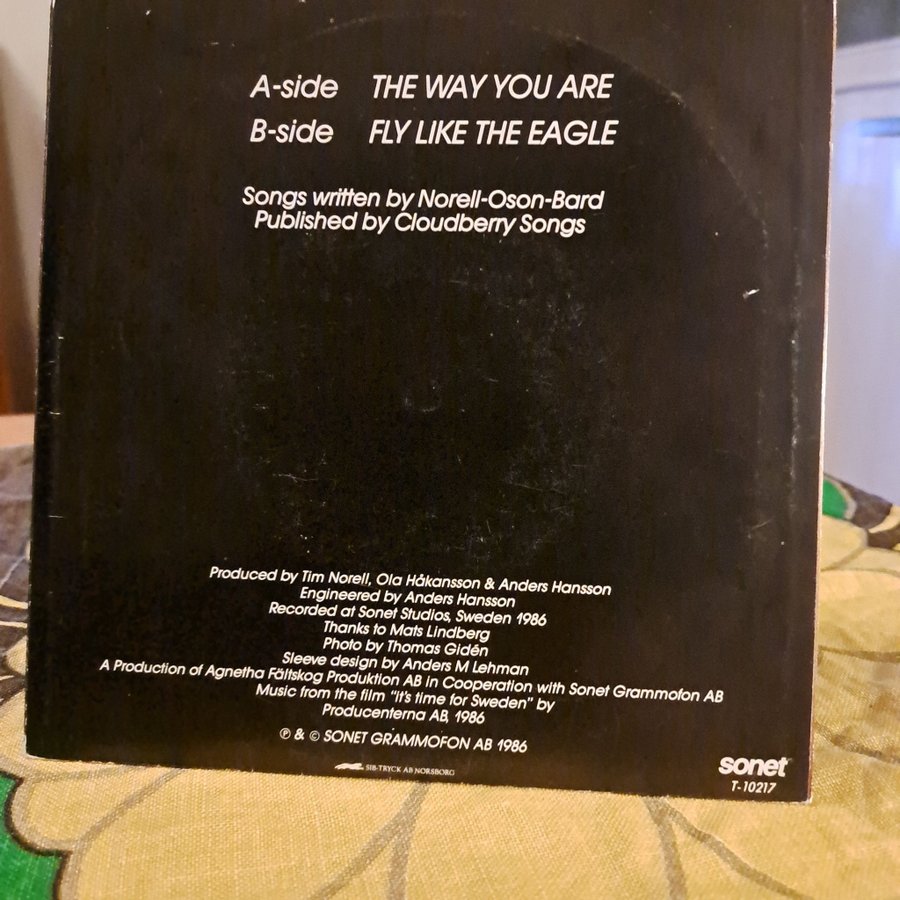 A-side THE WAY YOU ARE
B-side FLY LIKE THE EAGLE
Songs written by Norell-Oson-Bard
Published by Cloudberry Songs
Produced by Tim Norell, Ola Håkansson & Anders Hansson
Engineered by Anders Hansson
Recorded at Sonet Studios, Sweden 1986
Thanks to Mats Lindberg
Photo by Thomas Gidén
Sleeve design by Anders M Lehman
A Production of Agnetha Fältskog Produktion AB in Cooperation with Sonet Grammofon AB
Music from the film "it's time for Sweden" by
Producenterna AB, 1986
℗ & © SONET GRAMMOFON AB 1986
SIB-TRYCK AB NORSBORG
sonet
T-10217